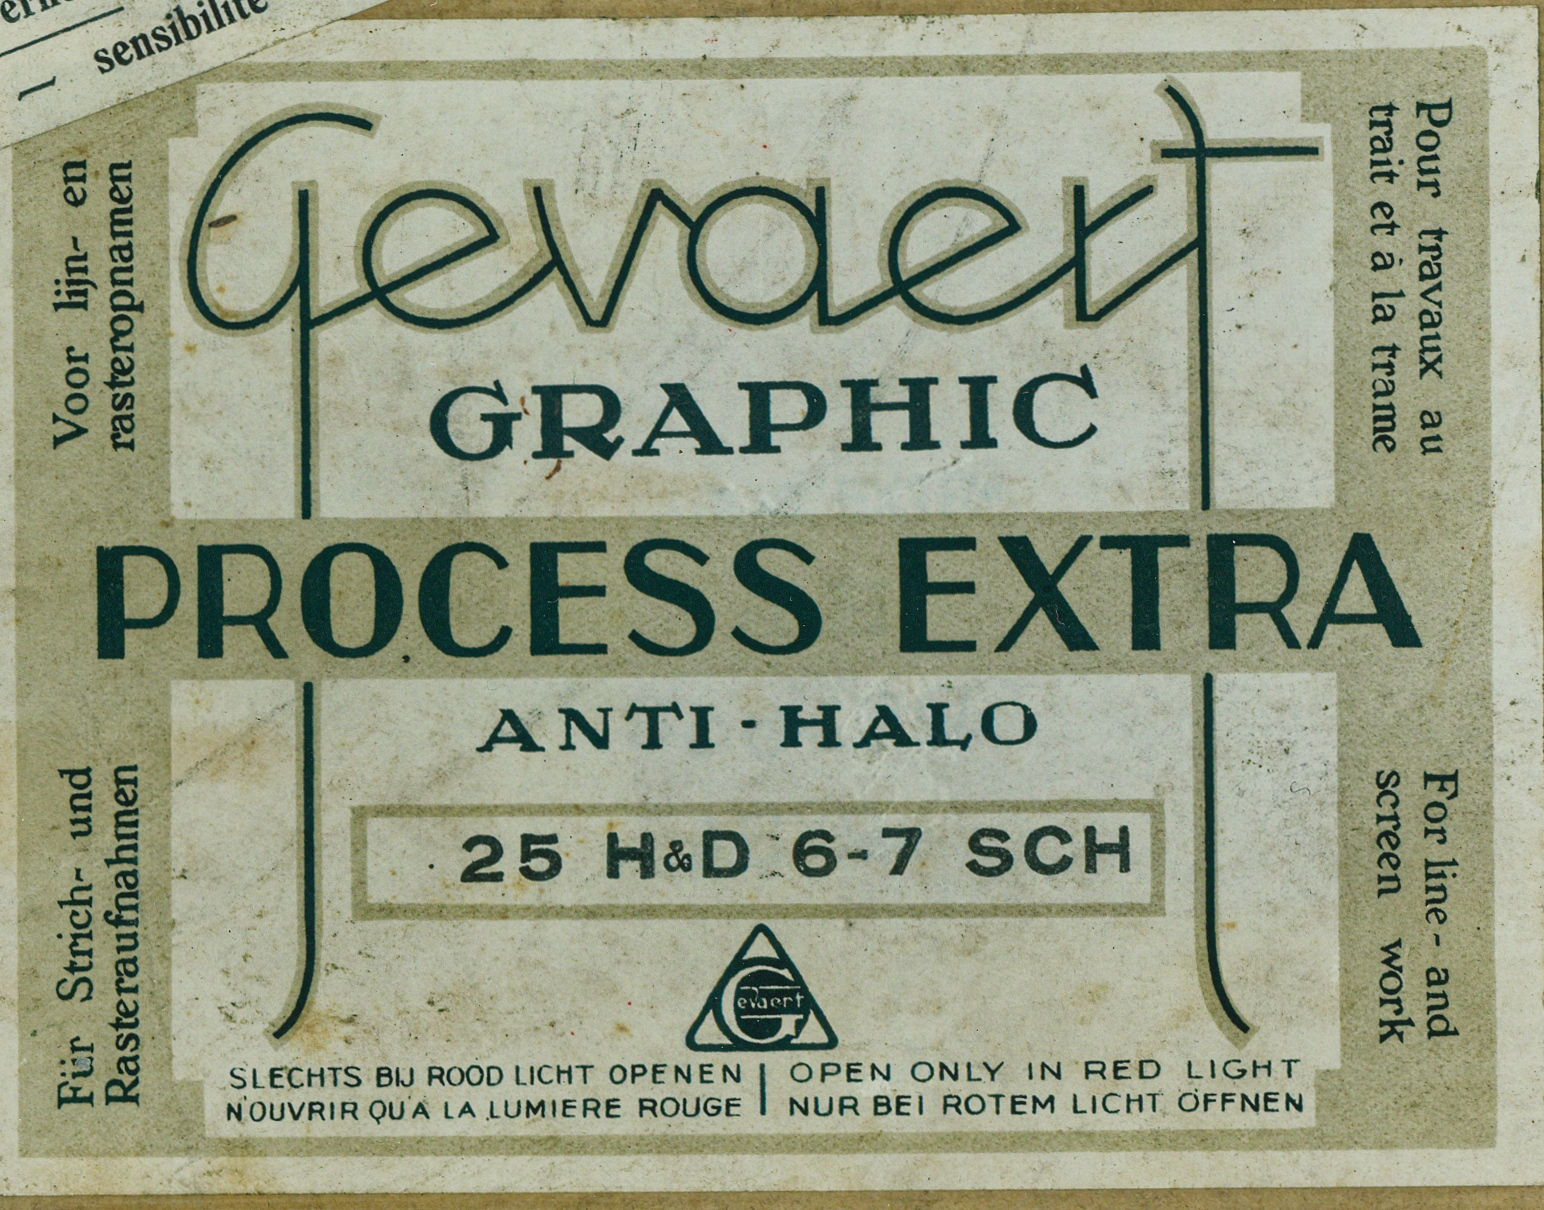 sensibilité
Gevaert
GRAPHIC
PROCESS EXTRA
ANTI-HALO
25 H&D 6-7 SCH
Gevaert
SLECHTS BIJ ROOD LICHT OPENEN
N'OUVRIR QU'A LA LUMIERE ROUGE
OPEN ONLY IN RED LIGHT
NUR BEI ROTEM LICHT ÖFFNEN
Voor lijn- en
rasteropnamen
Für Strich- und
Rasteraufnahmen
Pour travaux au
trait et à la trame
For line- and
screen work